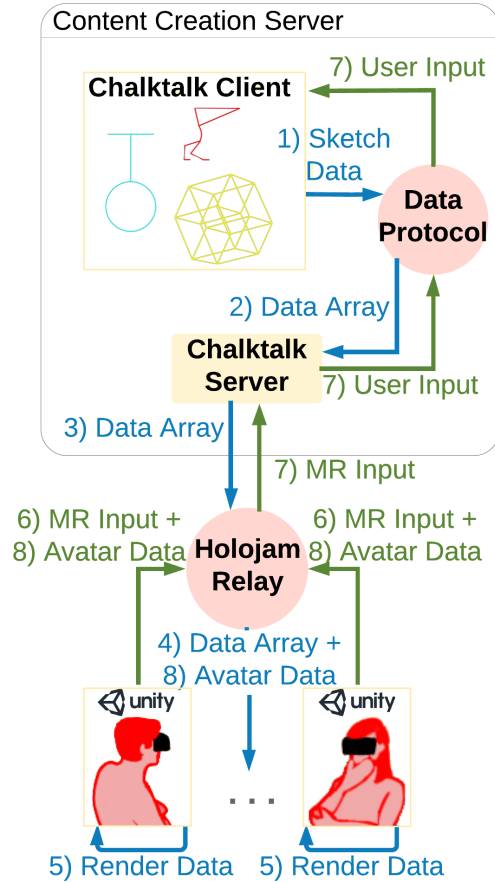 Content Creation Server
7) User Input
Chalktalk Client
1) Sketch
Data
Data
Protocol
2) Data Array
Chalktalk
Server
7) User Input
3) Data Array
7) MR Input
6) MR Input +
8) Avatar Data
Holojam
Relay
6) MR Input +
8) Avatar Data
4) Data Array +
8) Avatar Data
unity
unity
...
5) Render Data
5) Render Data